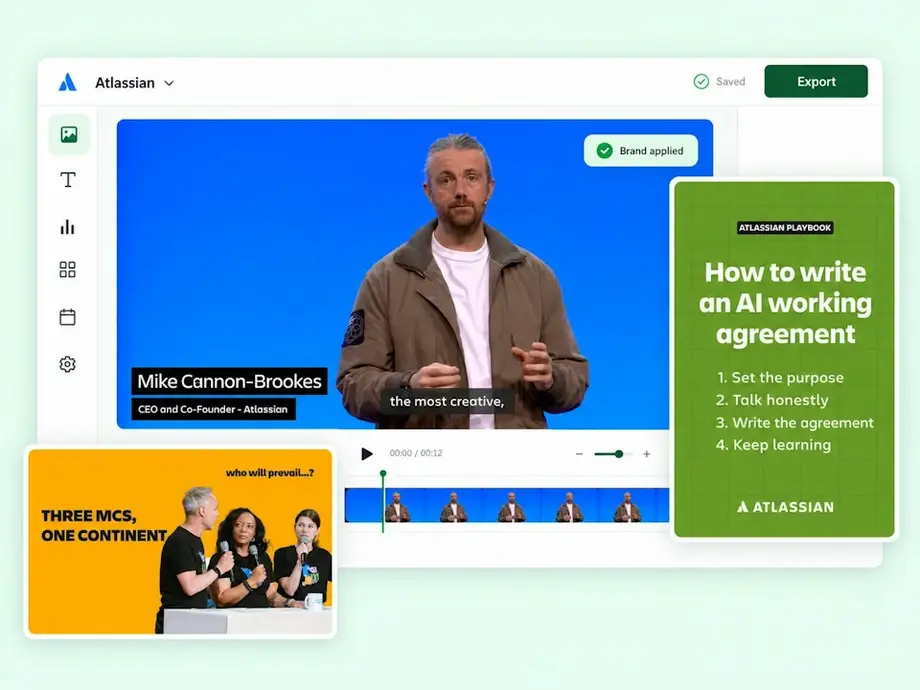 Atlassian
Saved
Export
Brand applied
Mike Cannon-Brookes
CEO and Co-Founder - Atlassian
the most creative,
00:00 / 00:12
ATLASSIAN PLAYBOOK
How to write
an AI working
agreement
1. Set the purpose
2. Talk honestly
3. Write the agreement
4. Keep learning
ATLASSIAN
who will prevail...?
THREE MCS,
ONE CONTINENT